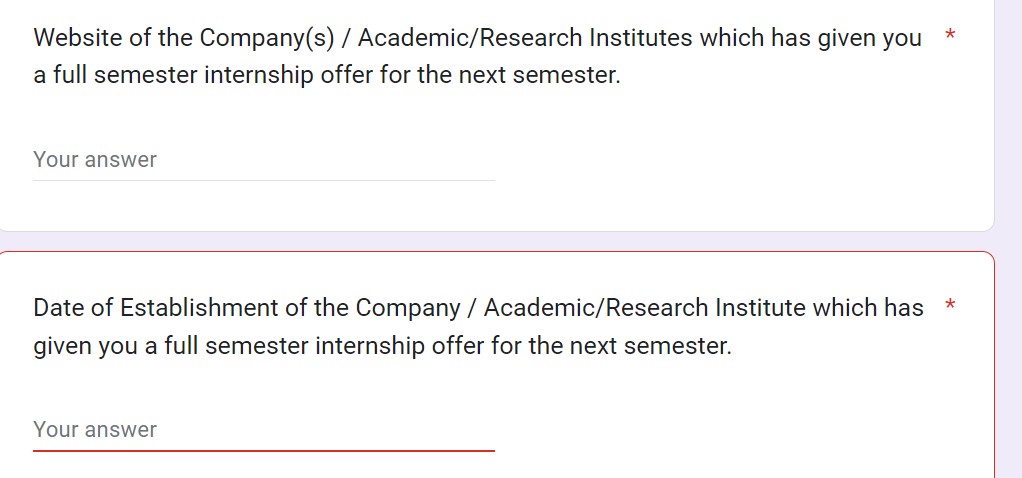 Website of the Company(s) / Academic/Research Institutes which has given you *
a full semester internship offer for the next semester.
Your answer
Date of Establishment of the Company / Academic/Research Institute which has *
given you a full semester internship offer for the next semester.
Your answer